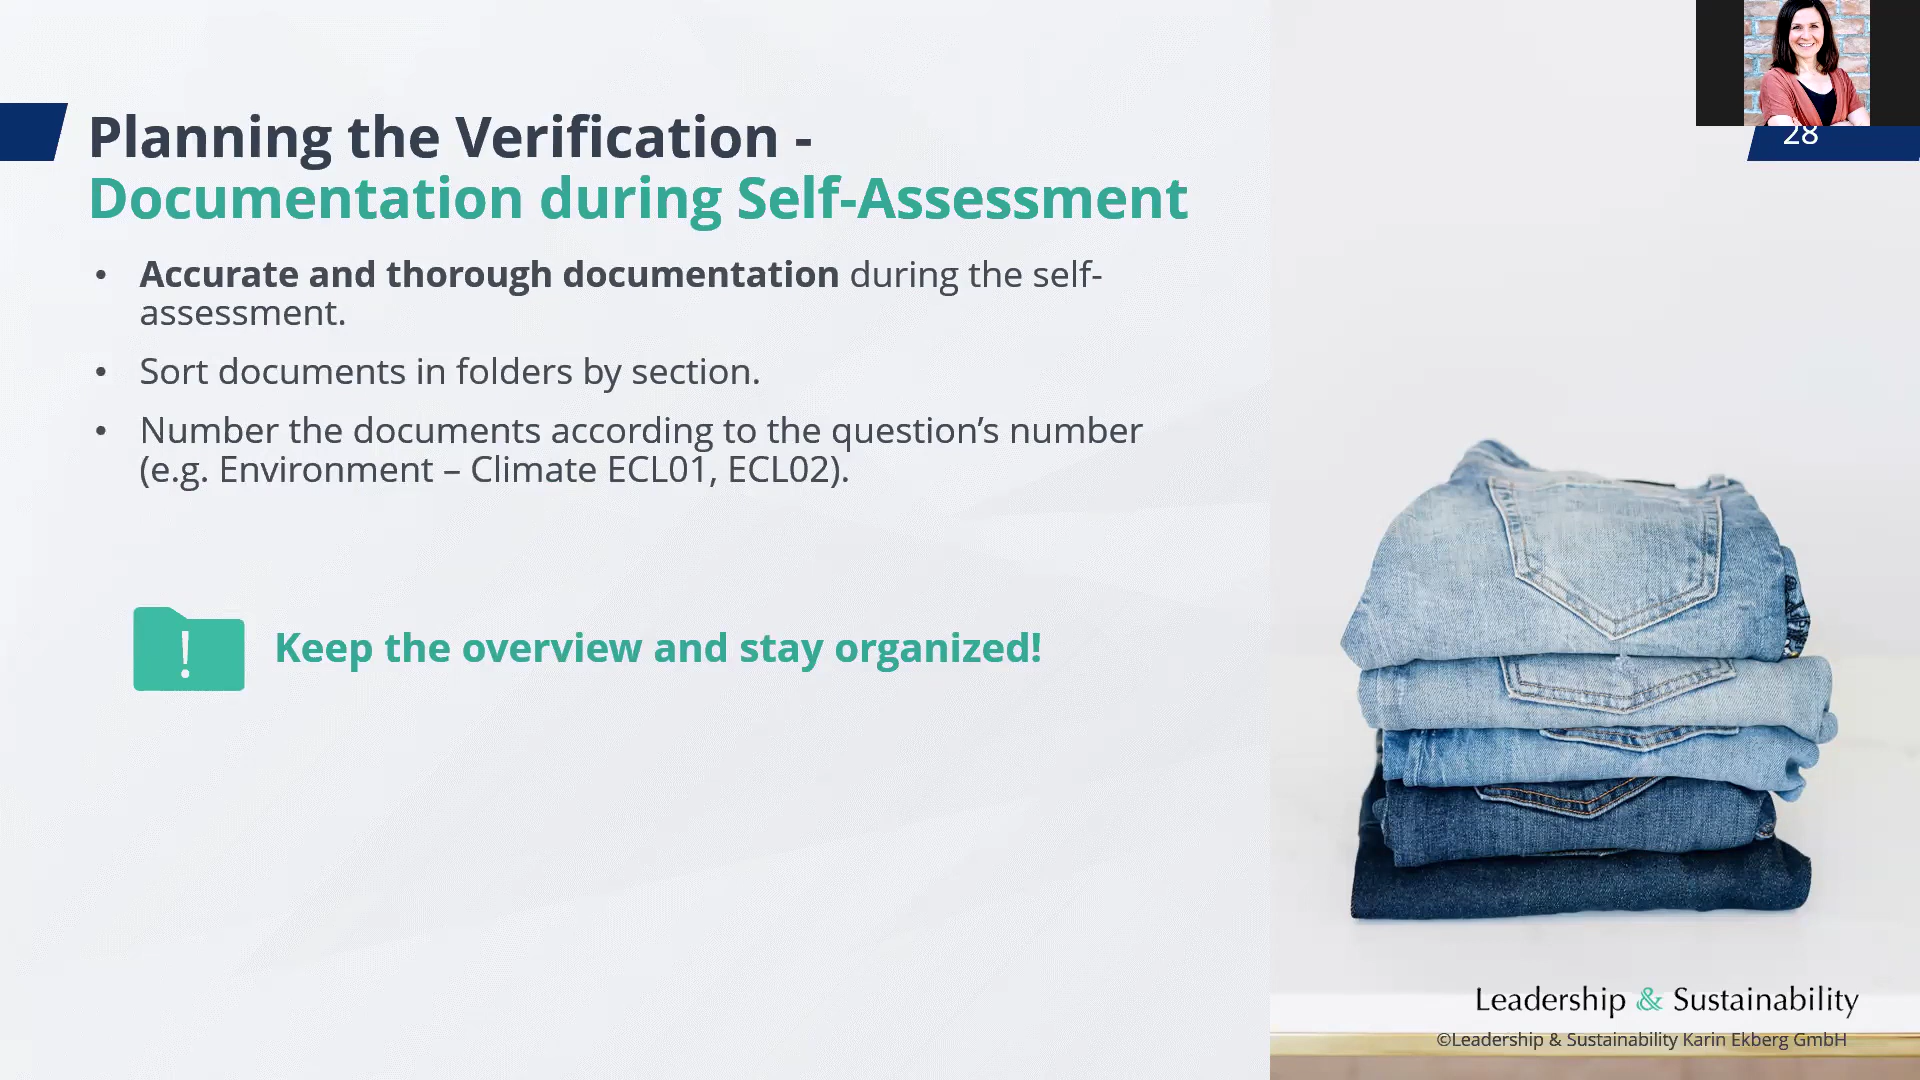 28
Planning the Verification -
Documentation during Self-Assessment
• Accurate and thorough documentation during the self-
assessment.
• Sort documents in folders by section.
• Number the documents according to the question’s number
(e.g. Environment – Climate ECL01, ECL02).
! Keep the overview and stay organized!
Leadership & Sustainability
©Leadership & Sustainability Karin Ekberg GmbH